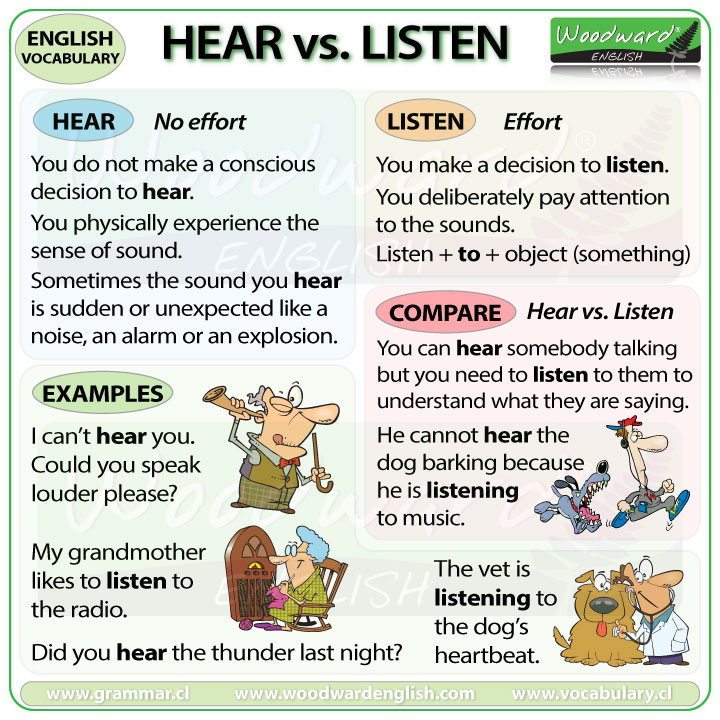 ENGLISH
VOCABULARY
HEAR vs. LISTEN
Woodward®
ENGLISH
HEAR No effort
You do not make a conscious
decision to hear.
You physically experience the
sense of sound.
Sometimes the sound you hear
is sudden or unexpected like a
noise, an alarm or an explosion.
LISTEN Effort
You make a decision to listen.
You deliberately pay attention
to the sounds.
Listen + to + object (something)
COMPARE Hear vs. Listen
You can hear somebody talking
but you need to listen to them to
understand what they are saying.
He cannot hear the
dog barking because
he is listening
to music.
EXAMPLES
I can't hear you.
Could you speak
louder please?
My grandmother
likes to listen to
the radio.
Did you hear the thunder last night?
The vet is
listening to
the dog's
heartbeat.
Woodward®
ENGLISH
Woodward
ENGLISH
www.grammar.cl www.woodwardenglish.com www.vocabulary.cl